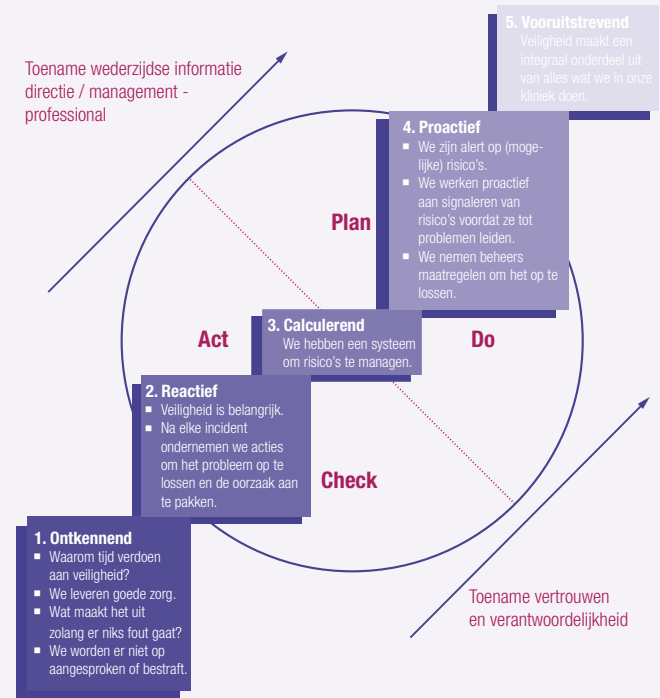 5. Vooruitstrevend
Veiligheid maakt een
integraal onderdeel uit
van alles wat we in onze
kliniek doen.
Toename wederzijdse informatie
directie / management -
professional
4. Proactief
■ We zijn alert op (moge-
lijke) risico's.
■ We werken proactief
aan signaleren van
risico's voordat ze tot
problemen leiden.
■ We nemen beheers
maatregelen om het op te
lossen.
Plan
Act
3. Calculerend
We hebben een systeem
om risico's te managen.
Do
2. Reactief
■ Veiligheid is belangrijk.
■ Na elke incident
ondernemen we acties
om het probleem op te
lossen en de oorzaak aan
te pakken.
Check
1. Ontkennend
■ Waarom tijd verdoen
aan veiligheid?
■ We leveren goede zorg.
■ Wat maakt het uit
zolang er niks fout gaat?
■ We worden er niet op
aangesproken of bestraft.
Toename vertrouwen
en verantwoordelijkheid